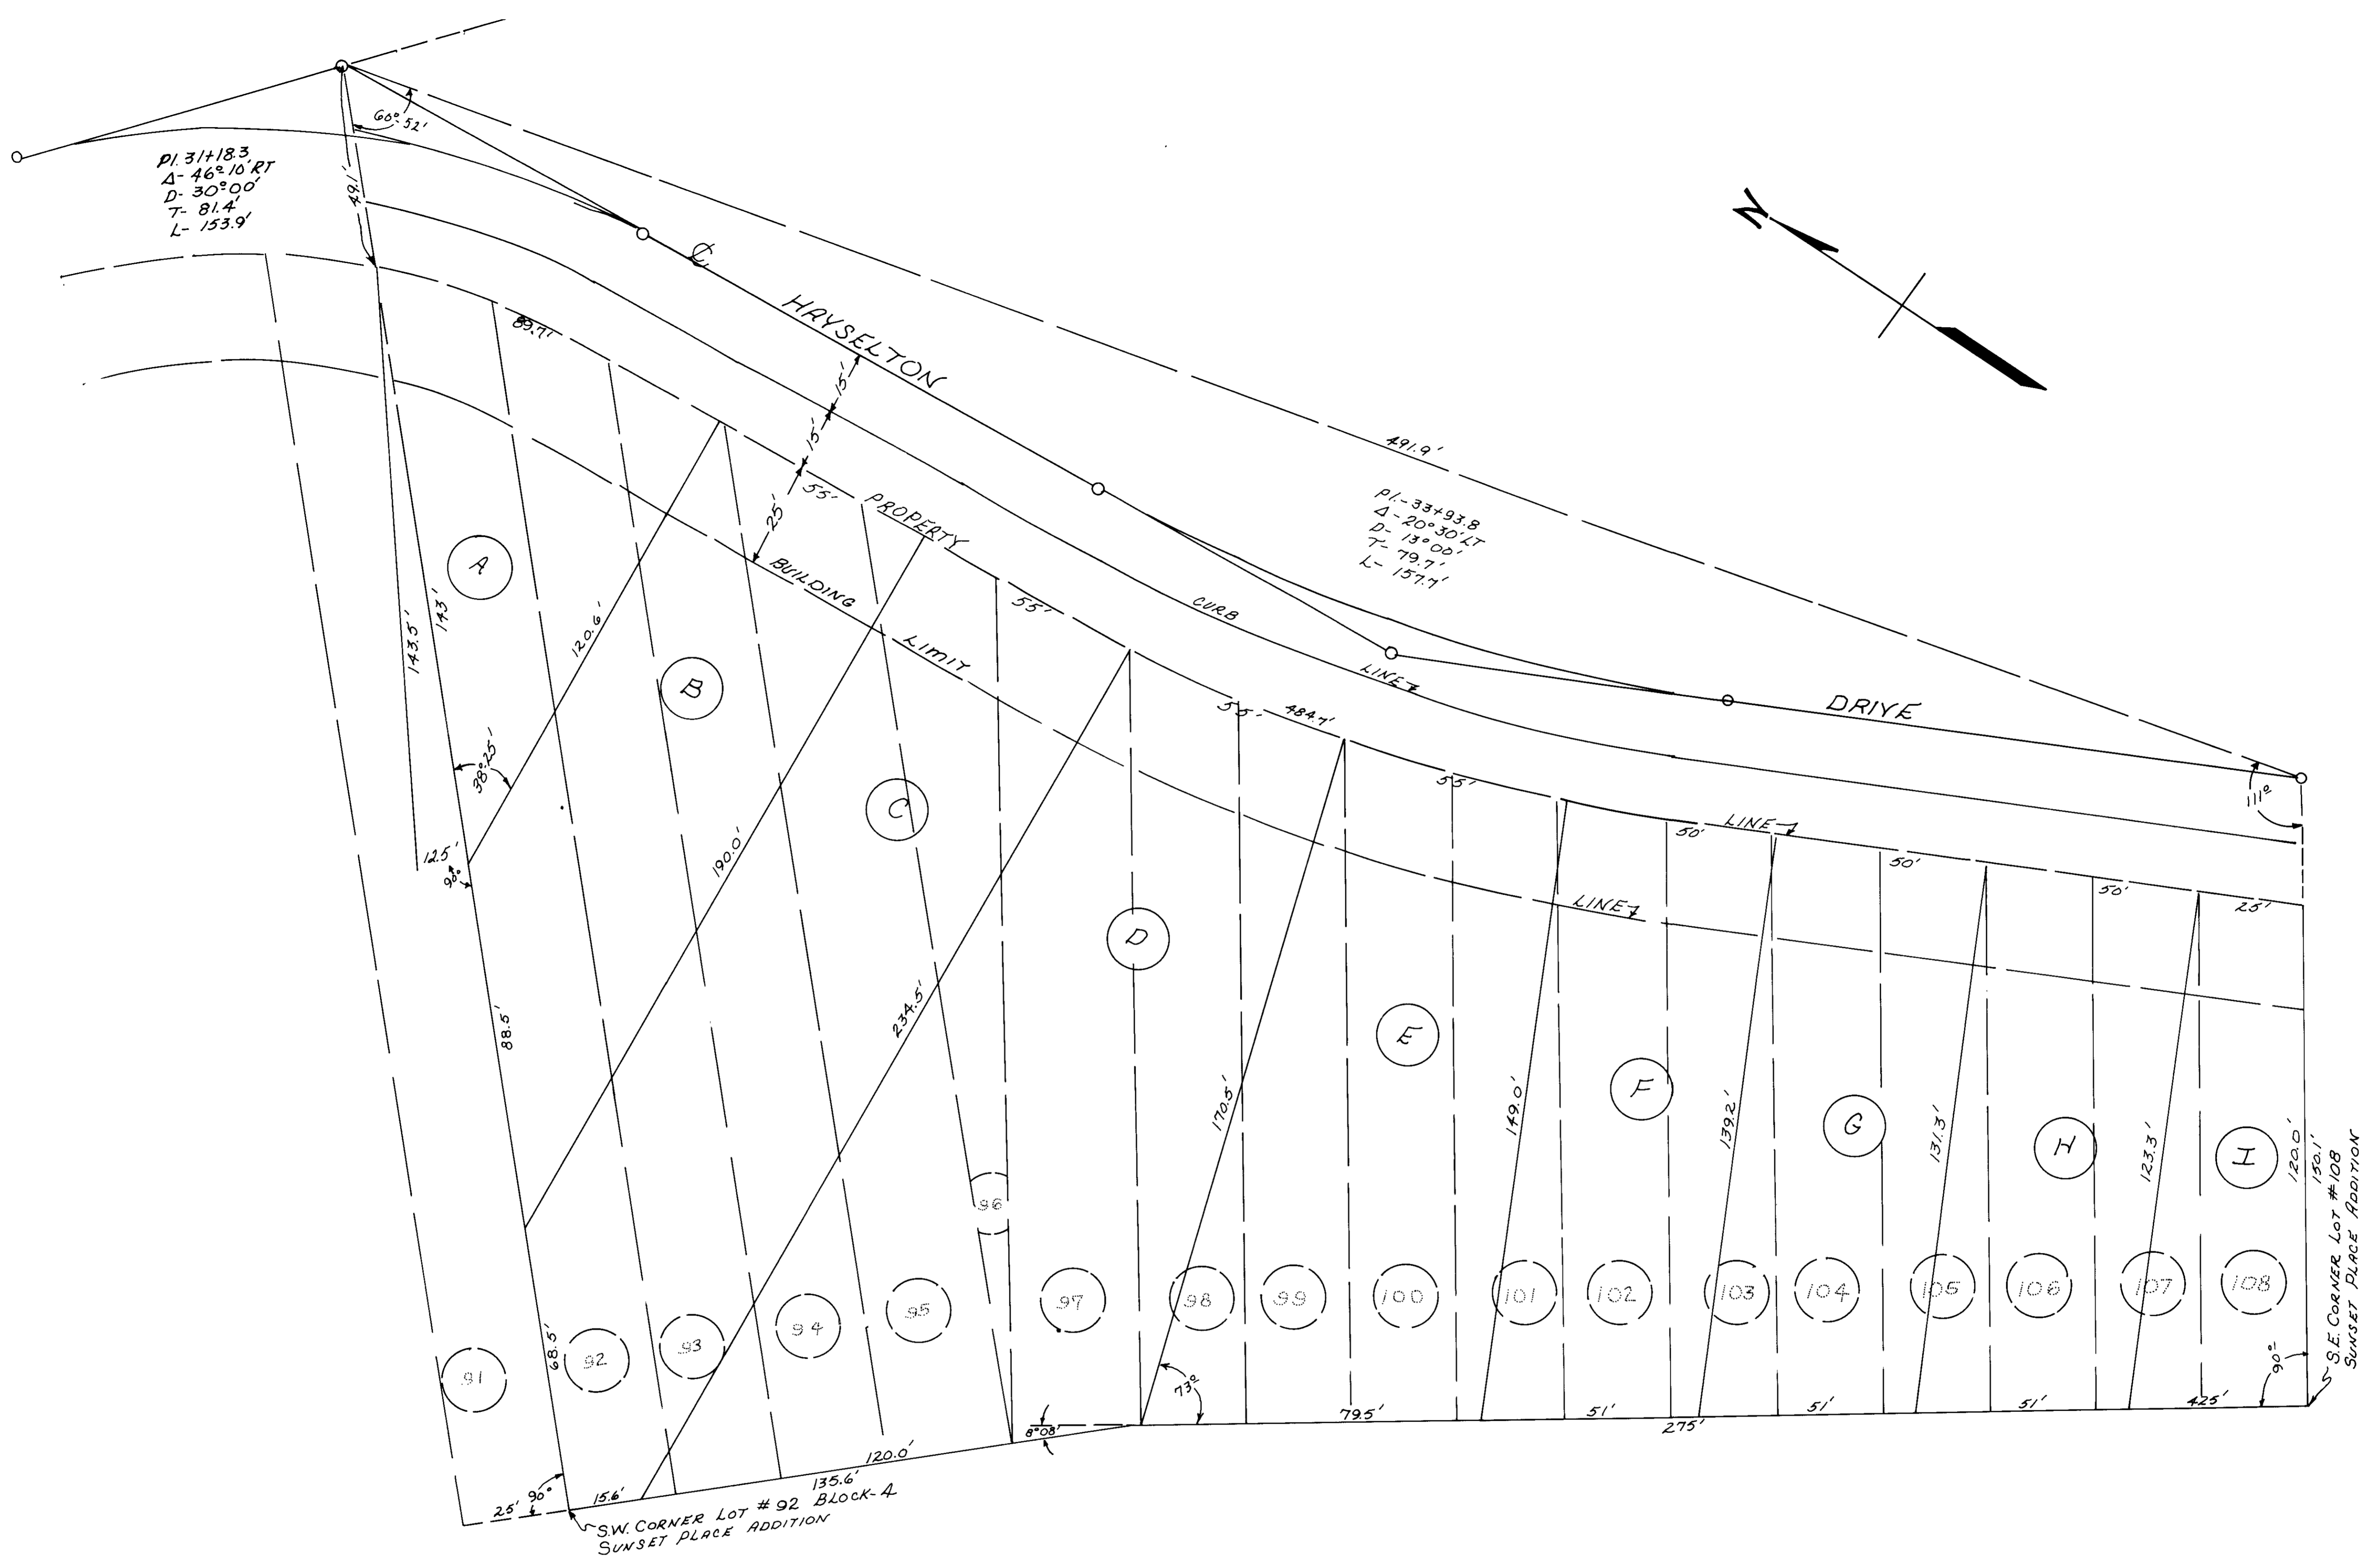 60°-52'
P.I. 31+18.3
Δ- 46°-10' RT
D- 30°00'
T- 81.4'
L- 153.9'
49.1'
℄
HAYSELTON
DRIVE
N
89.7'
15'
15'
25'
55'
PROPERTY
BUILDING
LIMIT
491.9'
P.I.-33+93.8
Δ-20°30' LT
D- 13°00'
T- 79.7'
L- 157.7'
55'
CURB
LINE
55'
484.7'
55'
111°
LINE
50'
50'
50'
25'
LINE
A
B
C
D
E
F
G
H
I
143.5'
143'
120.6'
38°25'
12.5'
90°
190.0'
234.5'
88.5'
170.5'
149.0'
139.2'
131.3'
123.3'
120.0'
150.1'
68.5'
91
92
93
94
95
96
97
98
99
100
101
102
103
104
105
106
107
108
73°
90°
8°08'
79.5'
51'
275'
51'
51'
42.5'
120.0'
135.6'
15.6'
90°
25'
S.W. CORNER LOT #92 BLOCK-4
SUNSET PLACE ADDITION
S.E. CORNER LOT #108
SUNSET PLACE ADDITION